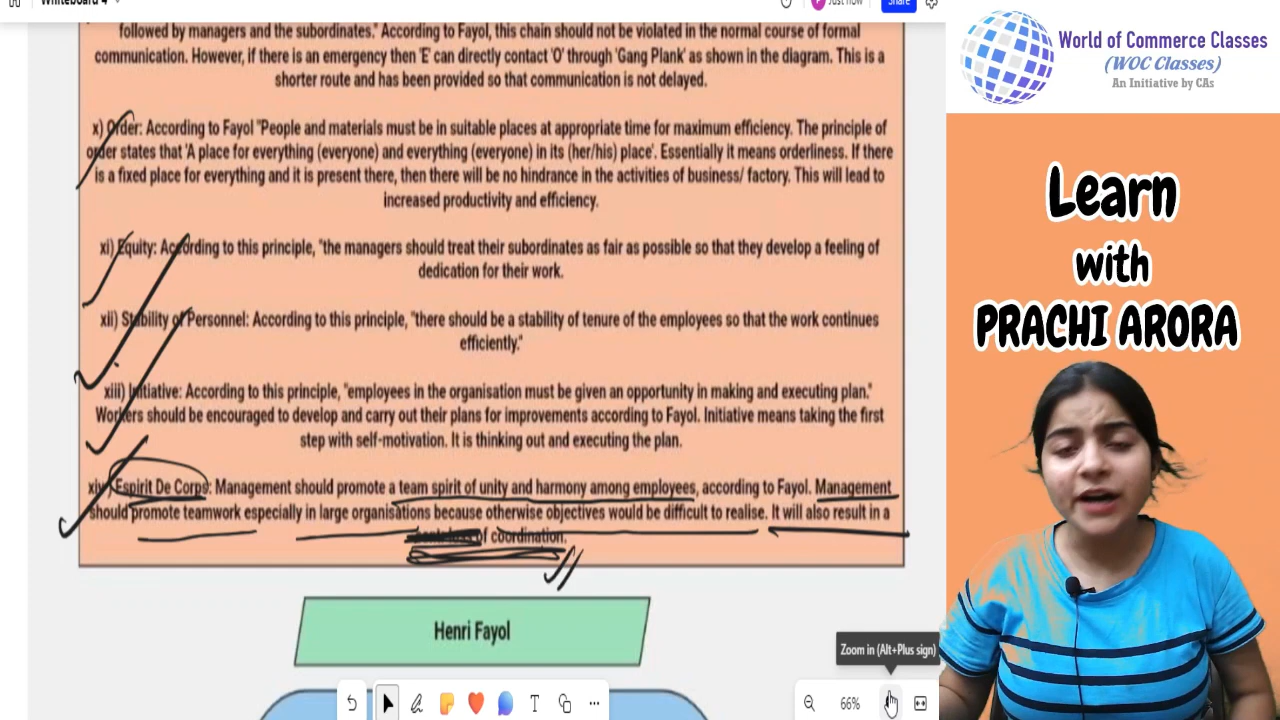 Whiteboard 4
Just now
Share
followed by managers and the subordinates." According to Fayol, this chain should not be violated in the normal course of formal
communication. However, if there is an emergency then 'E' can directly contact 'O' through 'Gang Plank' as shown in the diagram. This is a
shorter route and has been provided so that communication is not delayed.
x) Order: According to Fayol "People and materials must be in suitable places at appropriate time for maximum efficiency. The principle of
order states that 'A place for everything (everyone) and everything (everyone) in its (her/his) place'. Essentially it means orderliness. If there
is a fixed place for everything and it is present there, then there will be no hindrance in the activities of business/ factory. This will lead to
increased productivity and efficiency.
xi) Equity: According to this principle, "the managers should treat their subordinates as fair as possible so that they develop a feeling of
dedication for their work.
xii) Stability of Personnel: According to this principle, "there should be a stability of tenure of the employees so that the work continues
efficiently."
xiii) Initiative: According to this principle, "employees in the organisation must be given an opportunity in making and executing plan."
Workers should be encouraged to develop and carry out their plans for improvements according to Fayol. Initiative means taking the first
step with self-motivation. It is thinking out and executing the plan.
xiv) Espirit De Corps: Management should promote a team spirit of unity and harmony among employees, according to Fayol. Management
should promote teamwork especially in large organisations because otherwise objectives would be difficult to realise. It will also result in a
of coordination.
Henri Fayol
Zoom in (Alt+Plus sign)
T
66%
World of Commerce Classes
(WOC Classes)
An Initiative by CAs
Learn
with
PRACHI ARORA